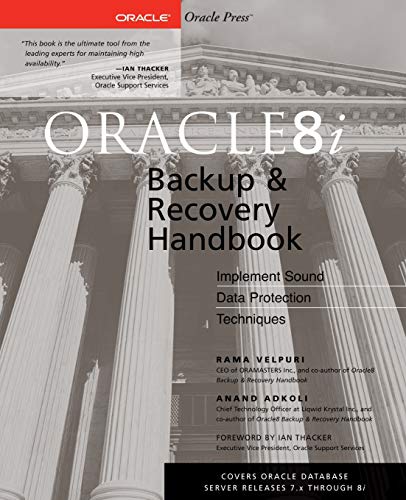 ORACLE® Oracle Press™
"This book is the ultimate tool from the
leading experts for maintaining high
availability."
—IAN THACKER
Executive Vice President,
Oracle Support Services
ORACLE8i
Backup &
Recovery
Handbook
Implement Sound
Data Protection
Techniques
RAMA VELPURI
CEO of ORAMASTERS Inc., and co-author of Oracle8
Backup & Recovery Handbook
ANAND ADKOLI
Chief Technology Officer at Liqwid Krystal Inc., and
co-author of Oracle8 Backup & Recovery Handbook
FOREWORD BY IAN THACKER
Executive Vice President, Oracle Support Services
COVERS ORACLE DATABASE
SERVER RELEASES 7.x THROUGH 8i